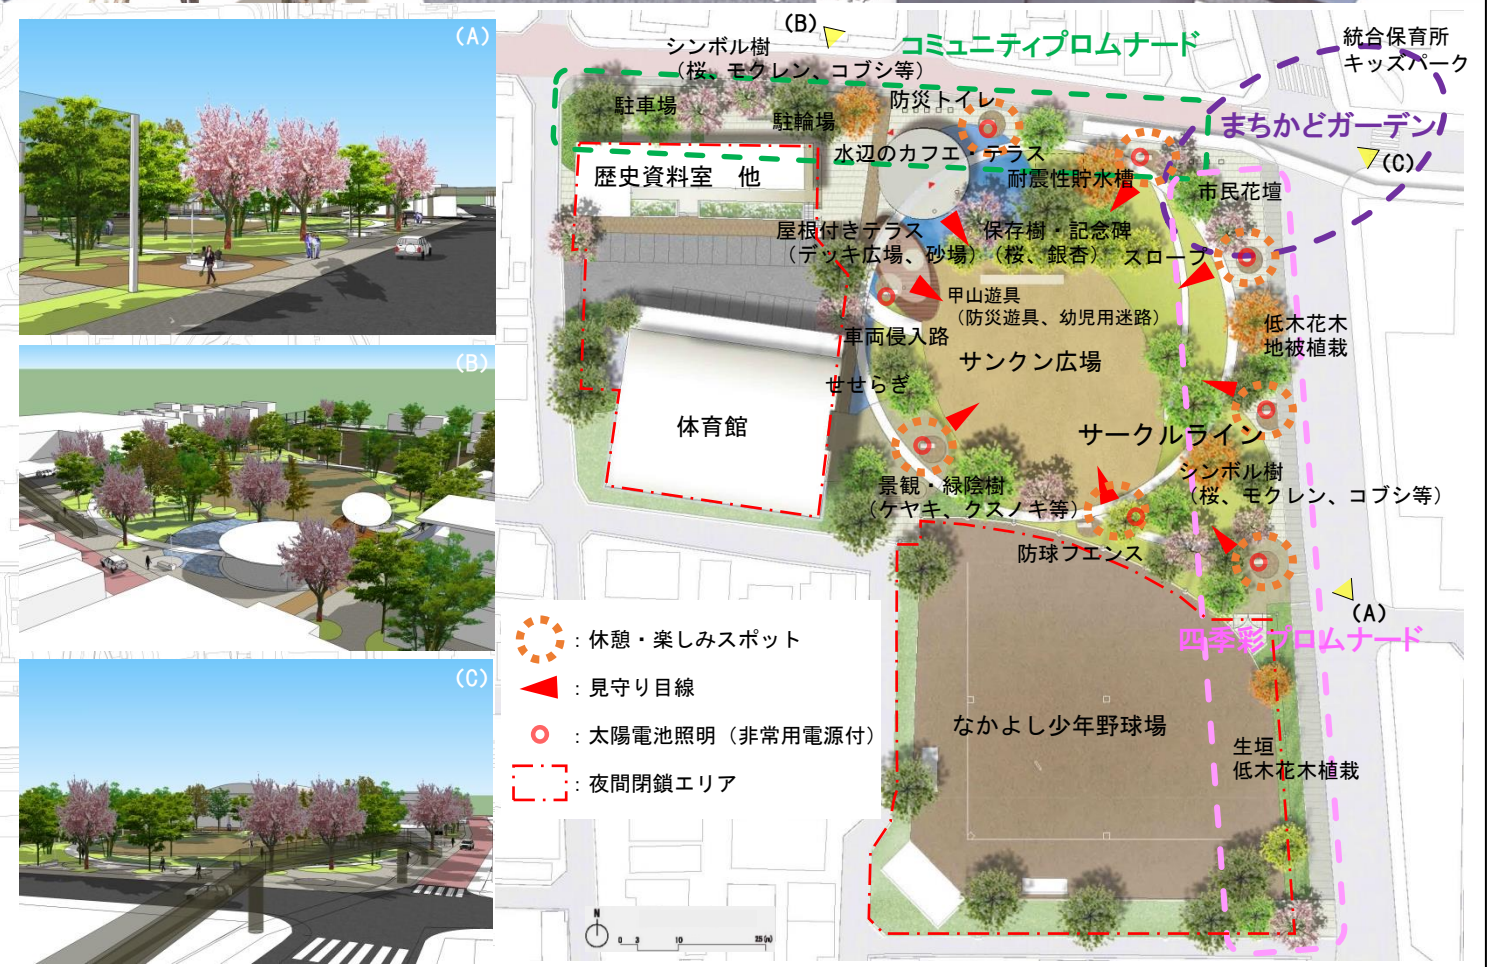 (A)
(B)
(C)
(B)
コミュニティプロムナード
統合保育所
キッズパーク
シンボル樹
(桜、モクレン、コブシ等)
駐車場
駐輪場
防災トイレ
まちかどガーデン
(C)
水辺のカフェ・テラス
耐震性貯水槽
歴史資料室 他
市民花壇
屋根付きテラス
(デッキ広場、砂場)
保存樹・記念碑
(桜、銀杏)
スロープ
甲山遊具
(防災遊具、幼児用迷路)
低木花木
地被植栽
車両侵入路
サンクン広場
せせらぎ
体育館
サークルライン
シンボル樹
(桜、モクレン、コブシ等)
景観・緑陰樹
(ケヤキ、クスノキ等)
防球フエンス
(A)
四季彩プロムナード
:休憩・楽しみスポット
:見守り目線
:太陽電池照明(非常用電源付)
:夜間閉鎖エリア
なかよし少年野球場
生垣
低木花木植栽
N
0 3 10 25(m)